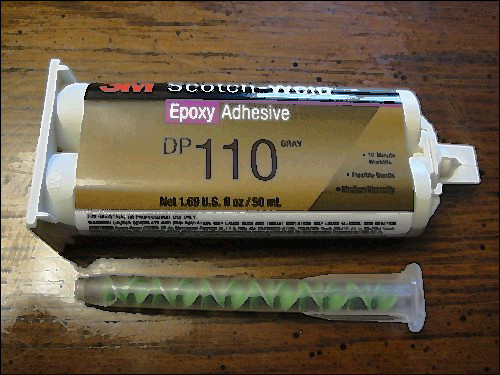 3M Scotch-Weld
Epoxy Adhesive
DP 110 GRAY
• 10 Minute
Worklife
• Flexible Bonds
• Medium Viscosity
Net 1.69 U.S. fl oz / 50 mL